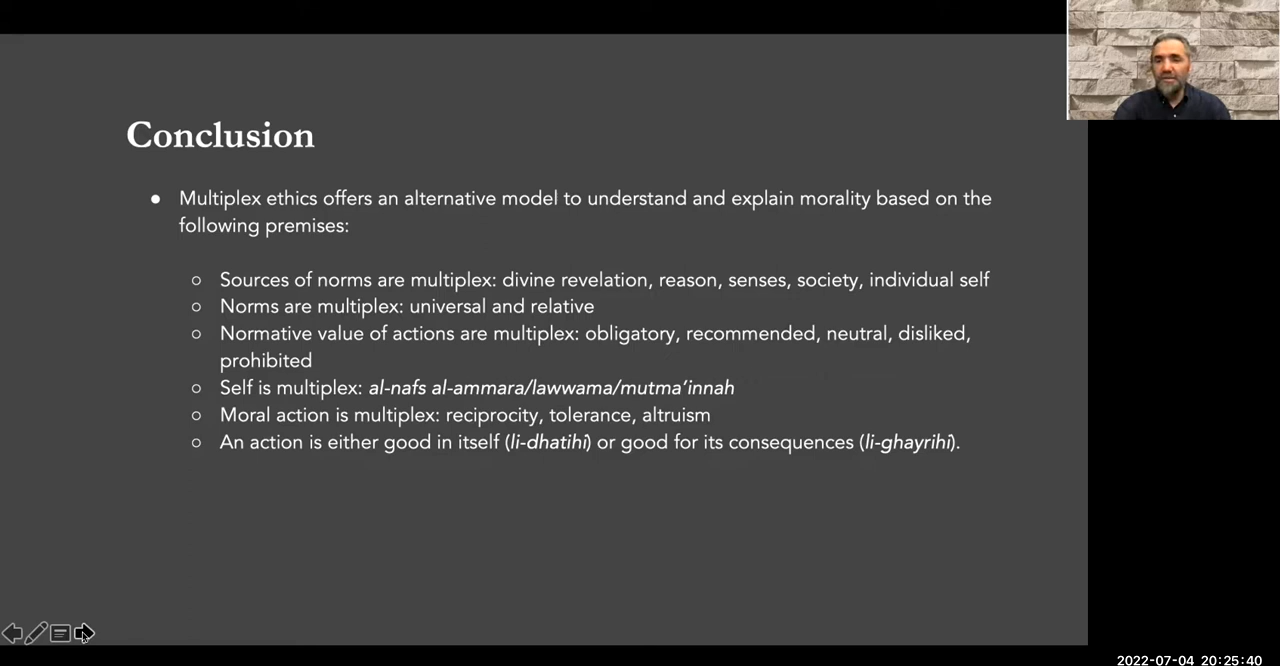 Conclusion
● Multiplex ethics offers an alternative model to understand and explain morality based on the
following premises:
○ Sources of norms are multiplex: divine revelation, reason, senses, society, individual self
○ Norms are multiplex: universal and relative
○ Normative value of actions are multiplex: obligatory, recommended, neutral, disliked,
prohibited
○ Self is multiplex: al-nafs al-ammara/lawwama/mutma’innah
○ Moral action is multiplex: reciprocity, tolerance, altruism
○ An action is either good in itself (li-dhatihi) or good for its consequences (li-ghayrihi).
2022-07-04 20:25:40